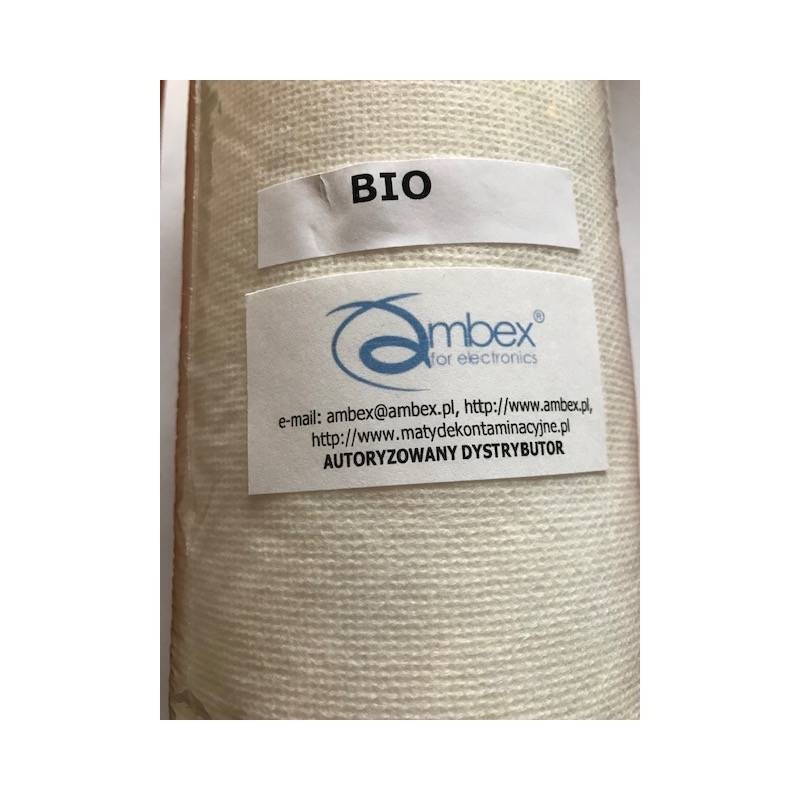 BIO
ambex®
for electronics
e-mail: ambex@ambex.pl, http://www.ambex.pl,
http://www.matydekontaminacyjne.pl
AUTORYZOWANY DYSTRYBUTOR